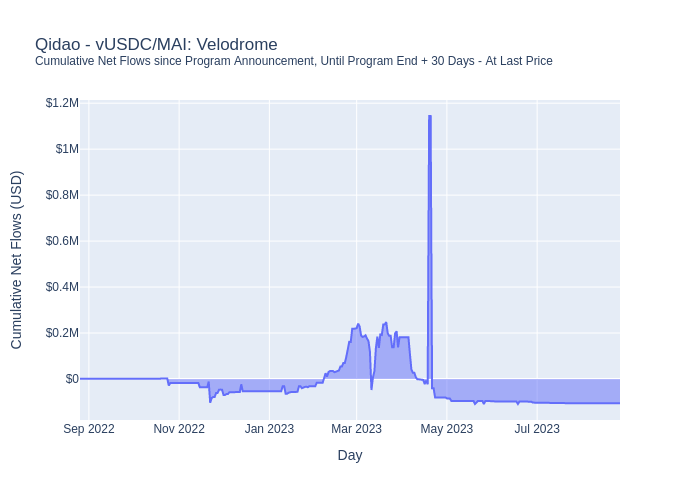 Qidao - vUSDC/MAI: Velodrome
Cumulative Net Flows since Program Announcement, Until Program End + 30 Days - At Last Price
Cumulative Net Flows (USD)
$1.2M
$1M
$0.8M
$0.6M
$0.4M
$0.2M
$0
Sep 2022
Nov 2022
Jan 2023
Mar 2023
May 2023
Jul 2023
Day